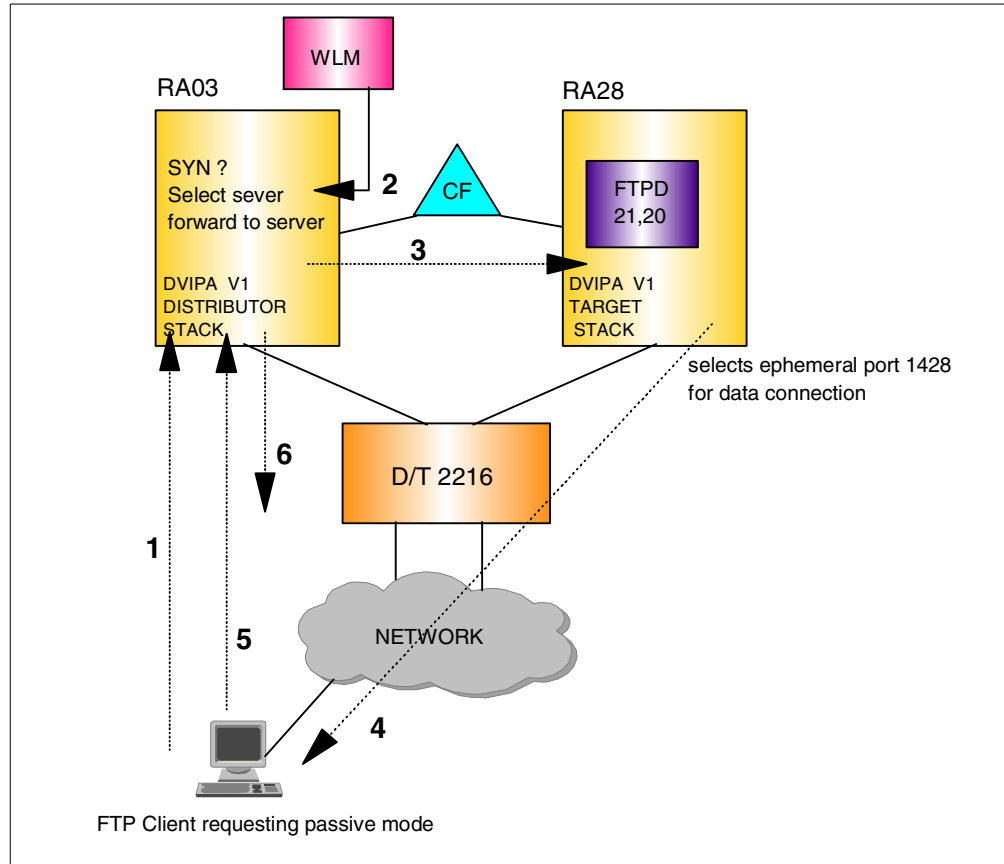 WLM
RA03
RA28
SYN ?
Select sever
forward to server
2
CF
FTPD
21,20
3
DVIPA V1
DISTRIBUTOR
STACK
DVIPA V1
TARGET
STACK
selects ephemeral port 1428
for data connection
6
D/T 2216
1
5
NETWORK
4
FTP Client requesting passive mode